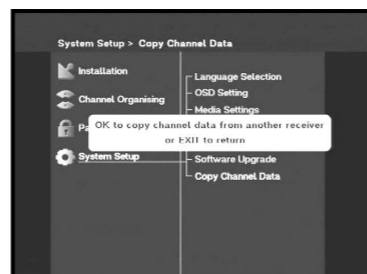 System Setup > Copy Channel Data
Installation
Channel Organising
Pa
System Setup
Language Selection
OSD Setting
Media Settings
OK to copy channel data from another receiver
or EXIT to return
Software Upgrade
Copy Channel Data